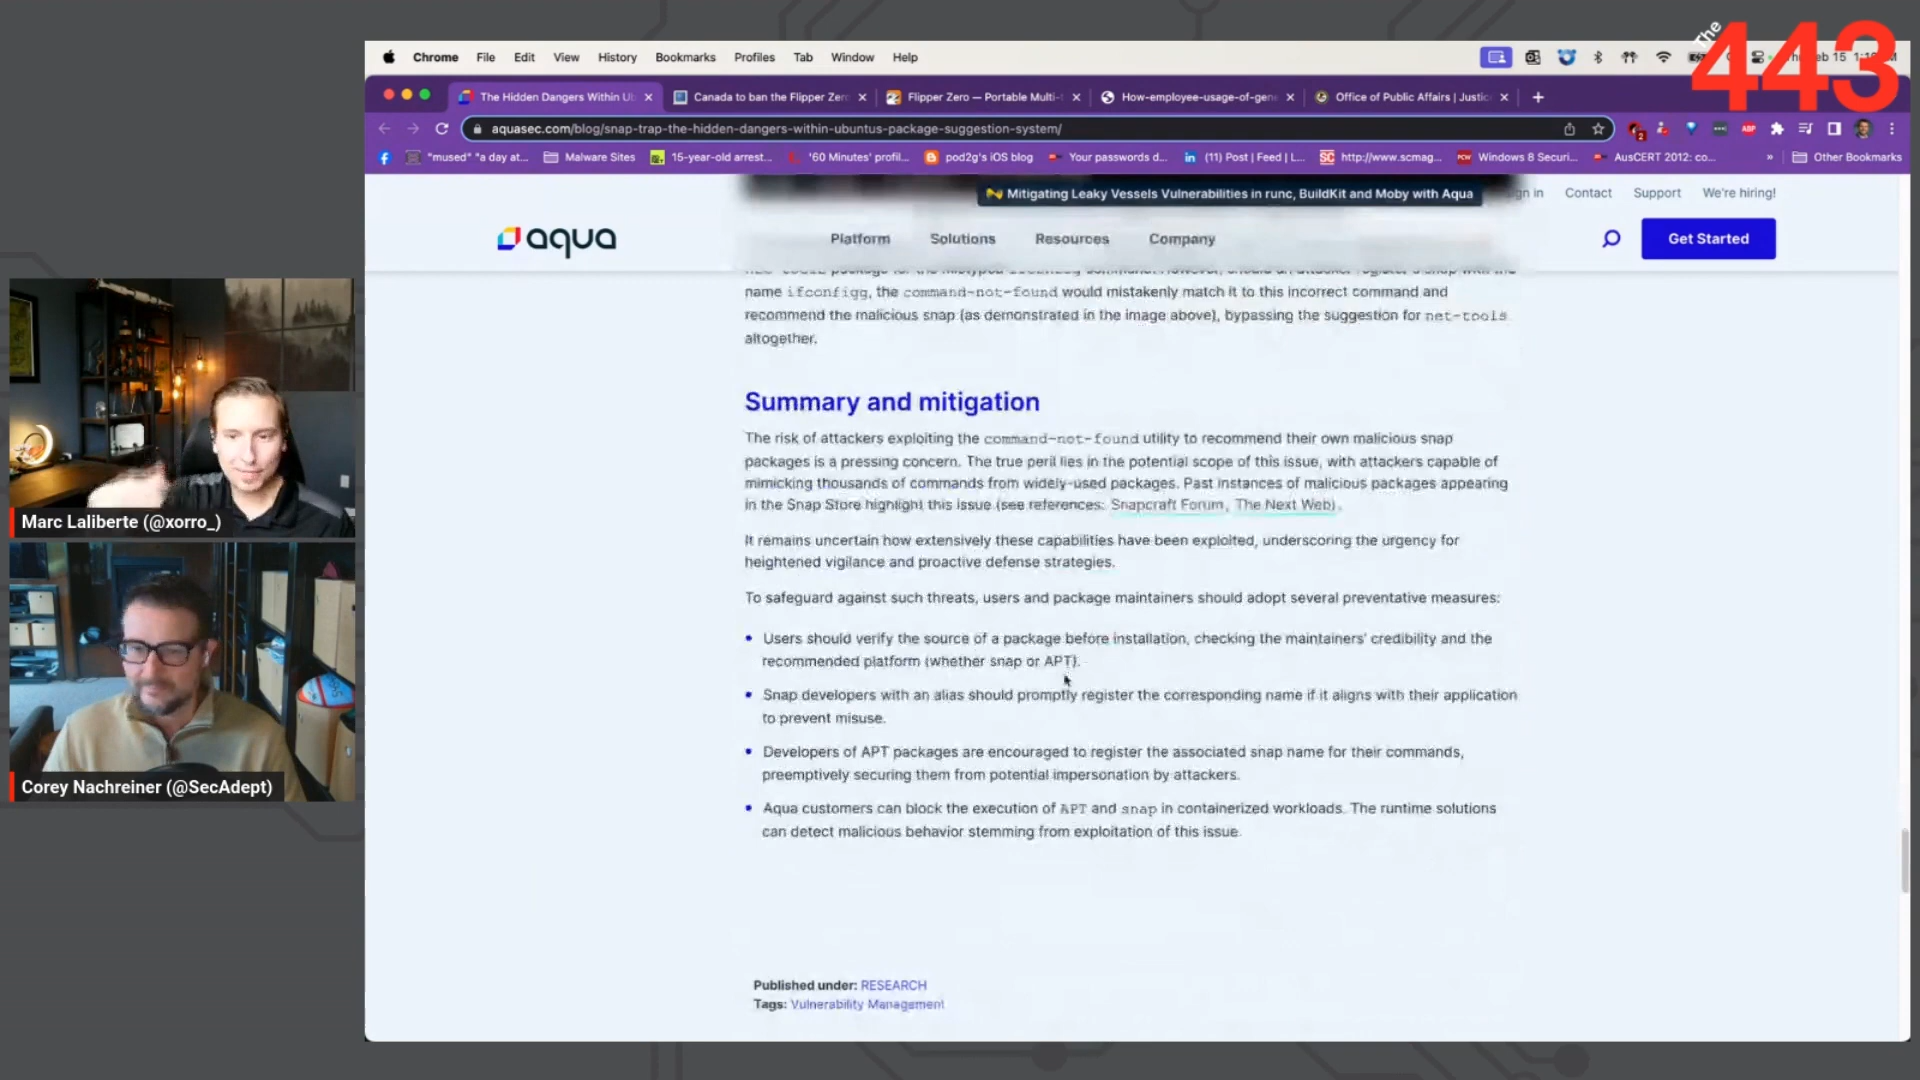 The 443
Chrome File Edit View History Bookmarks Profiles Tab Window Help
Feb 15
The Hidden Dangers Within Ub
Canada to ban the Flipper Zero
Flipper Zero — Portable Multi-
How-employee-usage-of-gen
Office of Public Affairs | Justic
aquasec.com/blog/snap-trap-the-hidden-dangers-within-ubuntus-package-suggestion-system/
ABP
"mused" "a day at...
Malware Sites
15-year-old arrest...
'60 Minutes' profil...
pod2g's iOS blog
Your passwords d...
(11) Post | Feed | L...
http://www.scmag...
Windows 8 Securi...
AusCERT 2012: co...
» Other Bookmarks
Mitigating Leaky Vessels Vulnerabilities in runc, BuildKit and Moby with Aqua
in Contact Support We're hiring!
aqua
Platform Solutions Resources Company
Get Started
name ifconfigg, the command-not-found would mistakenly match it to this incorrect command and
recommend the malicious snap (as demonstrated in the image above), bypassing the suggestion for net-tools
altogether.
Summary and mitigation
The risk of attackers exploiting the command-not-found utility to recommend their own malicious snap
packages is a pressing concern. The true peril lies in the potential scope of this issue, with attackers capable of
mimicking thousands of commands from widely-used packages. Past instances of malicious packages appearing
in the Snap Store highlight this issue (see references: Snapcraft Forum, The Next Web).
It remains uncertain how extensively these capabilities have been exploited, underscoring the urgency for
heightened vigilance and proactive defense strategies.
To safeguard against such threats, users and package maintainers should adopt several preventative measures:
• Users should verify the source of a package before installation, checking the maintainers' credibility and the
recommended platform (whether snap or APT).
• Snap developers with an alias should promptly register the corresponding name if it aligns with their application
to prevent misuse.
• Developers of APT packages are encouraged to register the associated snap name for their commands,
preemptively securing them from potential impersonation by attackers.
• Aqua customers can block the execution of APT and snap in containerized workloads. The runtime solutions
can detect malicious behavior stemming from exploitation of this issue.
Published under: RESEARCH
Tags: Vulnerability Management
Marc Laliberte (@xorro_)
Corey Nachreiner (@SecAdept)